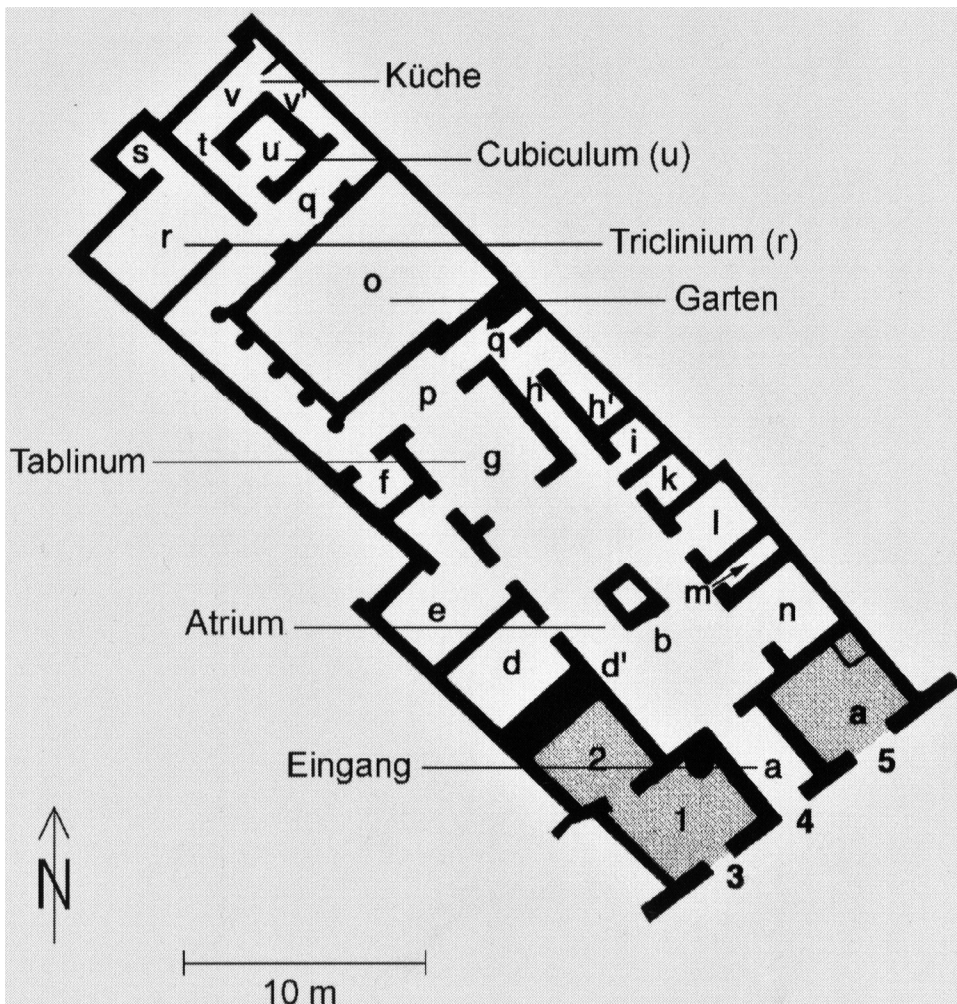 Küche
v
v'
t
u
Cubiculum (u)
s
q
r
Triclinium (r)
o
Garten
q
p
h
h'
i
Tablinum
g
f
k
l
m
Atrium
e
b
n
d
d'
a
Eingang
2
a
5
1
4
3
N
10 m